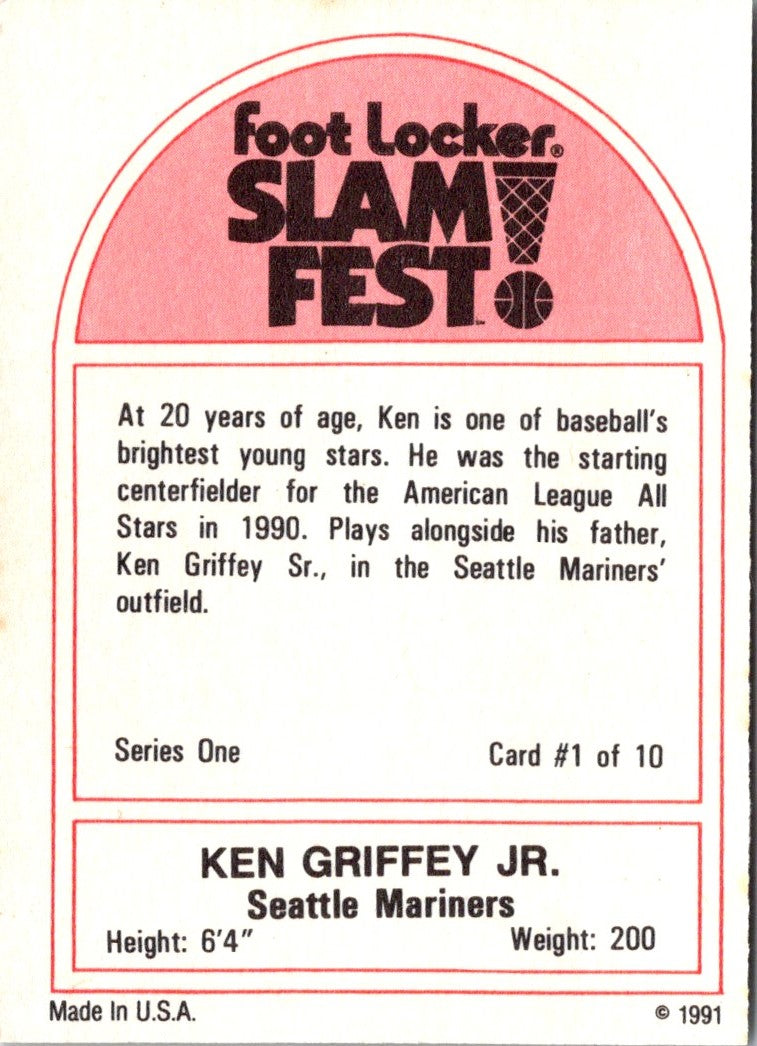 foot Locker®
SLAM
FEST!™
At 20 years of age, Ken is one of baseball's
brightest young stars. He was the starting
centerfielder for the American League All
Stars in 1990. Plays alongside his father,
Ken Griffey Sr., in the Seattle Mariners'
outfield.
Series One Card #1 of 10
KEN GRIFFEY JR.
Seattle Mariners
Height: 6'4" Weight: 200
Made In U.S.A. © 1991